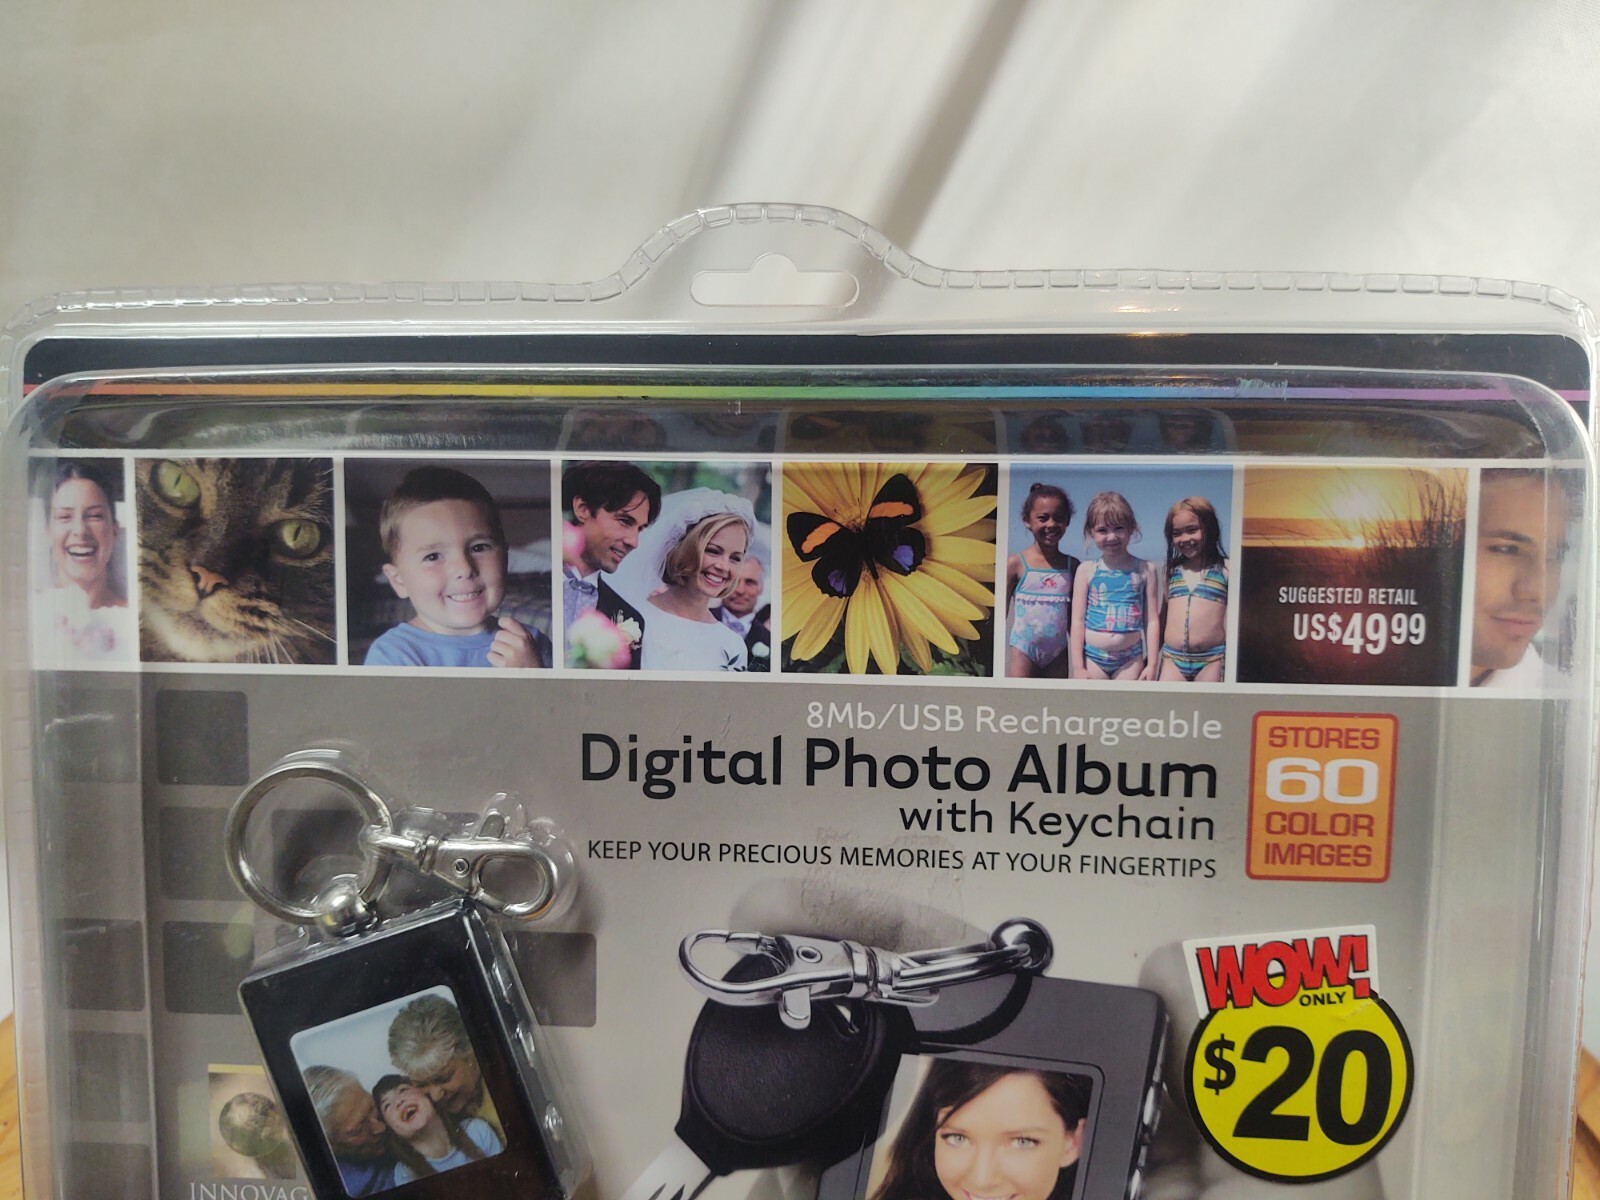 SUGGESTED RETAIL
US$49.99
8Mb/USB Rechargeable
Digital Photo Album
with Keychain
KEEP YOUR PRECIOUS MEMORIES AT YOUR FINGERTIPS
STORES
60
COLOR
IMAGES
WOW!
ONLY
$20
INNOVAG